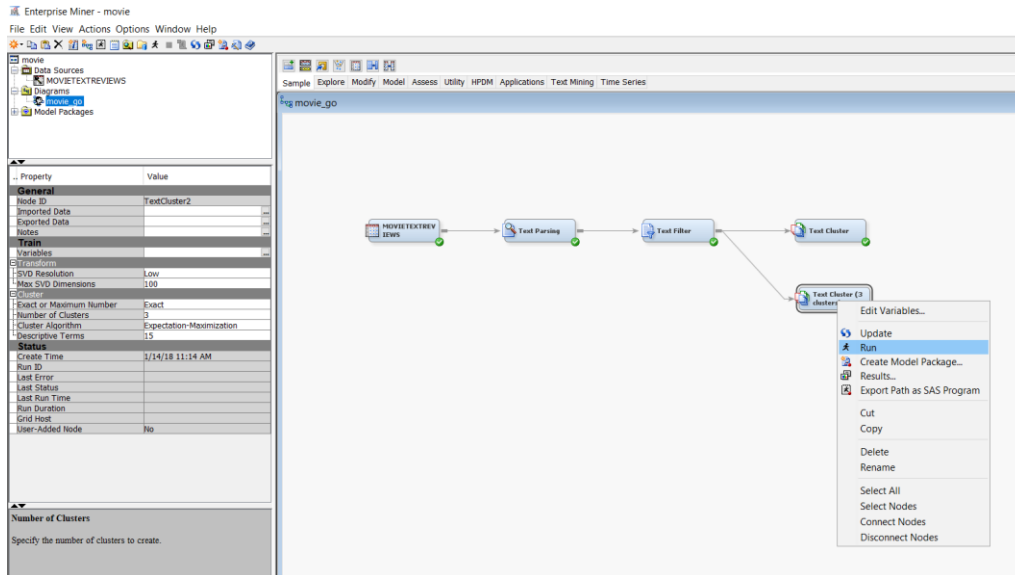 Enterprise Miner - movie
File Edit View Actions Options Window Help
movie
Data Sources
MOVIETEXTREVIEWS
Diagrams
movie_go
Model Packages
.. Property Value
General
Node ID TextCluster2
Imported Data
Exported Data
Notes
Train
Variables
Transform
SVD Resolution Low
Max SVD Dimensions 100
Cluster
Exact or Maximum Number Exact
Number of Clusters 3
Cluster Algorithm Expectation-Maximization
Descriptive Terms 15
Status
Create Time 1/14/18 11:14 AM
Run ID
Last Error
Last Status
Last Run Time
Run Duration
Grid Host
User-Added Node No
Number of Clusters
Specify the number of clusters to create.
Sample Explore Modify Model Assess Utility HPDM Applications Text Mining Time Series
movie_go
MOVIETEXTREV
IEWS
Text Parsing
Text Filter
Text Cluster
Text Cluster (3
clusters
Edit Variables...
Update
Run
Create Model Package...
Results...
Export Path as SAS Program
Cut
Copy
Delete
Rename
Select All
Select Nodes
Connect Nodes
Disconnect Nodes